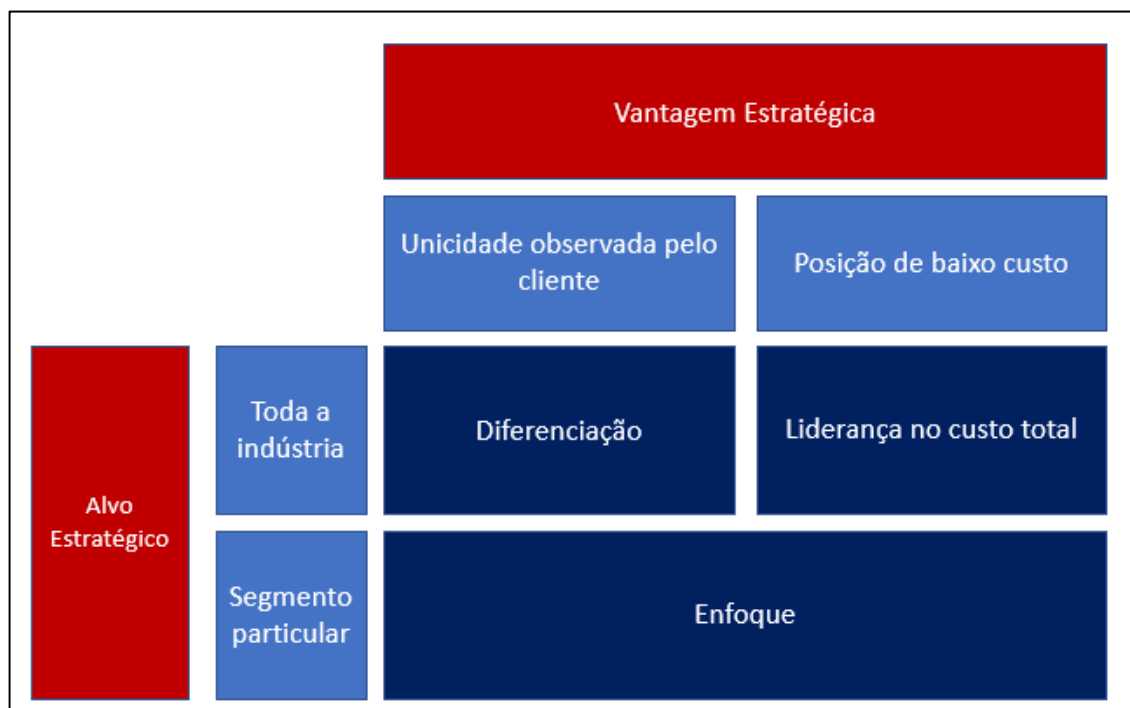 Vantagem Estratégica
Unicidade observada pelo
cliente
Posição de baixo custo
Alvo
Estratégico
Toda a
indústria
Diferenciação
Liderança no custo total
Segmento
particular
Enfoque